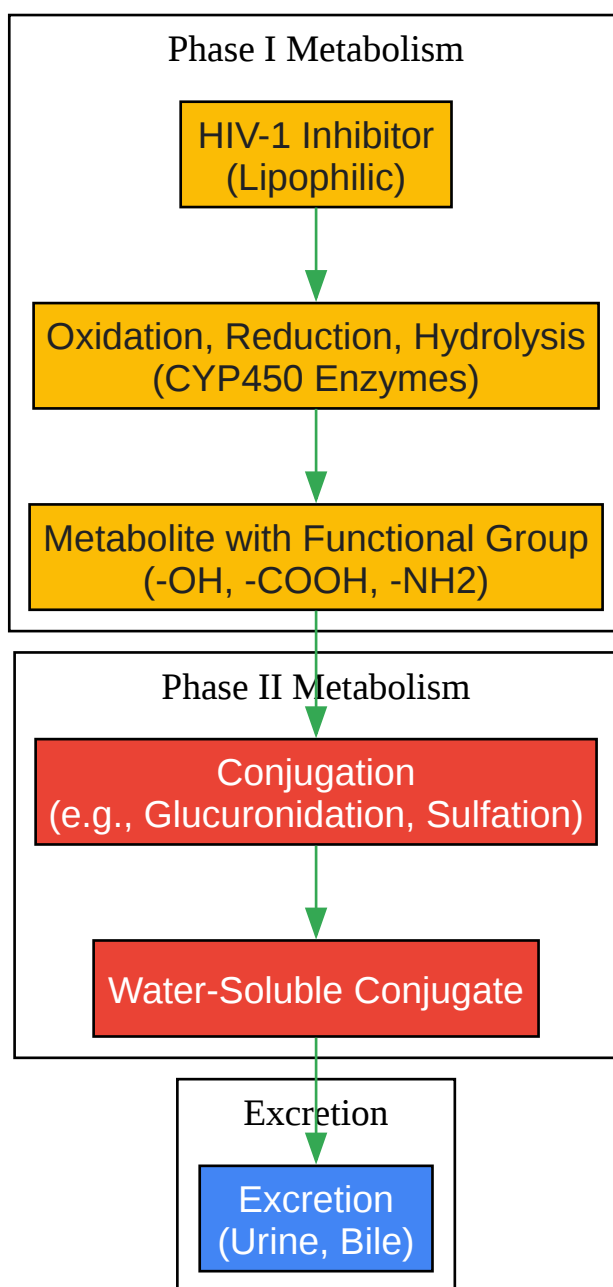 Phase I Metabolism
HIV-1 Inhibitor
(Lipophilic)
Oxidation, Reduction, Hydrolysis
(CYP450 Enzymes)
Metabolite with Functional Group
(-OH, -COOH, -NH2)
Phase II Metabolism
Conjugation
(e.g., Glucuronidation, Sulfation)
Water-Soluble Conjugate
Excretion
Excretion
(Urine, Bile)